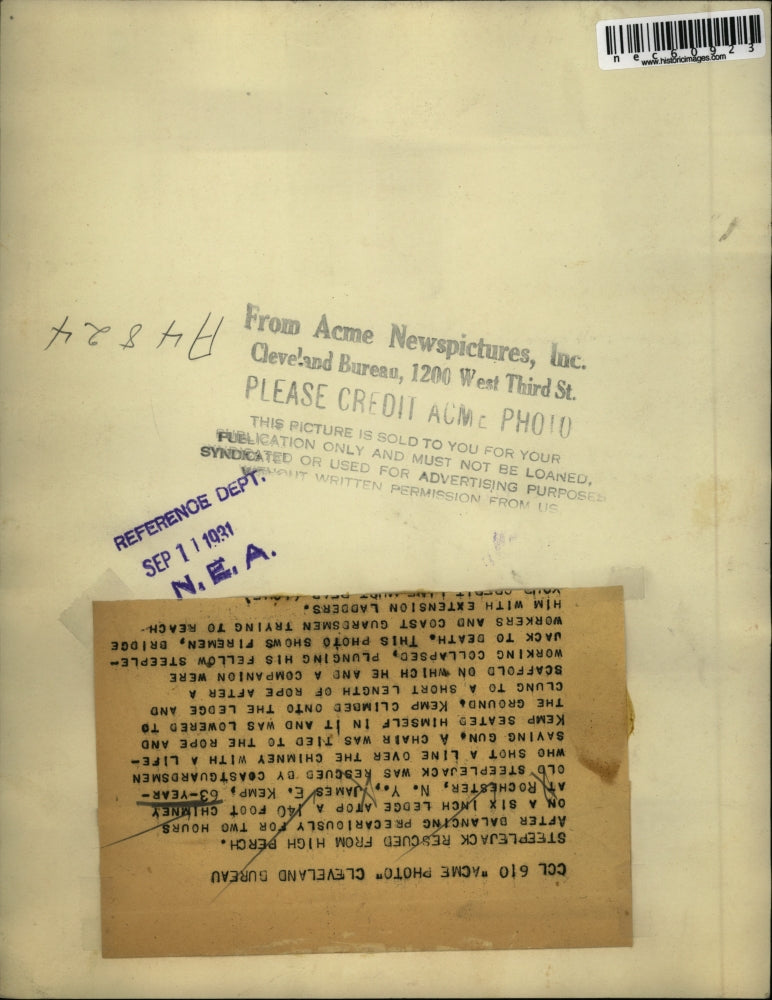 nec60923
www.historicimages.com
A4824
From Acme Newspictures, Inc.
Cleveland Bureau, 1200 West Third St.
PLEASE CREDIT ACME PHOTO
THIS PICTURE IS SOLD TO YOU FOR YOUR
PUBLICATION ONLY AND MUST NOT BE LOANED,
SYNDICATED OR USED FOR ADVERTISING PURPOSES
WITHOUT WRITTEN PERMISSION FROM US
REFERENCE DEPT.
SEP 11 1931
N.E.A.
CCL 610 "ACME PHOTO" CLEVELAND BUREAU
STEEPLEJACK RESCUED FROM HIGH PERCH.
AFTER BALANCING PRECARIOUSLY FOR TWO HOURS
ON A SIX INCH LEDGE ATOP A 140 FOOT CHIMNEY
AT ROCHESTER, N. Y., JAMES E. KEMP, 63-YEAR-
OLD STEEPLEJACK WAS RESCUED BY COASTGUARDSMEN
WHO SHOT A LINE OVER THE CHIMNEY WITH A LIFE-
SAVING GUN. A CHAIR WAS TIED TO THE ROPE AND
KEMP SEATED HIMSELF IN IT AND WAS LOWERED TO
THE GROUND. KEMP CLIMBED ONTO THE LEDGE AND
CLUNG TO A SHORT LENGTH OF ROPE AFTER A
SCAFFOLD ON WHICH HE AND A COMPANION WERE
WORKING COLLAPSED, PLUNGING HIS FELLOW STEEPLE-
JACK TO DEATH. THIS PHOTO SHOWS FIREMEN, BRIDGE
WORKERS AND COAST GUARDSMEN TRYING TO REACH
HIM WITH EXTENSION LADDERS.
YOUR CREDIT LINE MUST READ